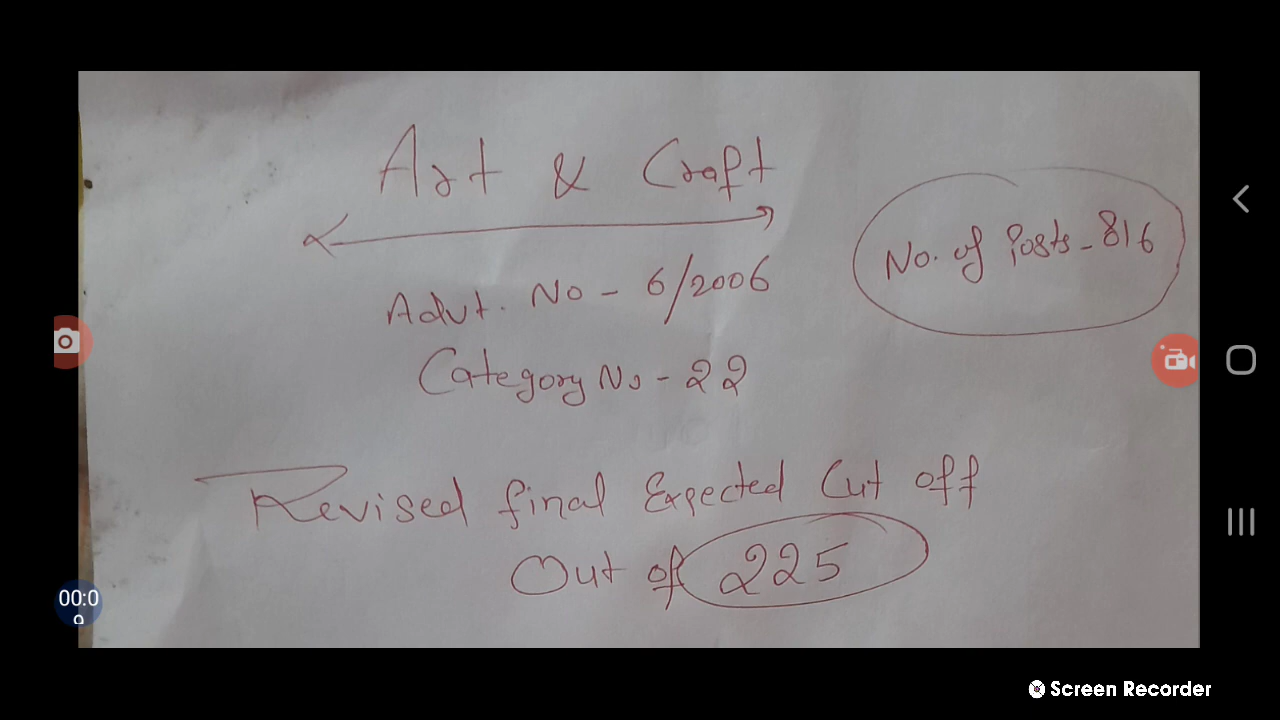 Art & Craft
No. of Posts - 816
Advt. No - 6/2006
Category No - 22
Revised final Expected Cut off
Out of 225
00:0
9
Screen Recorder